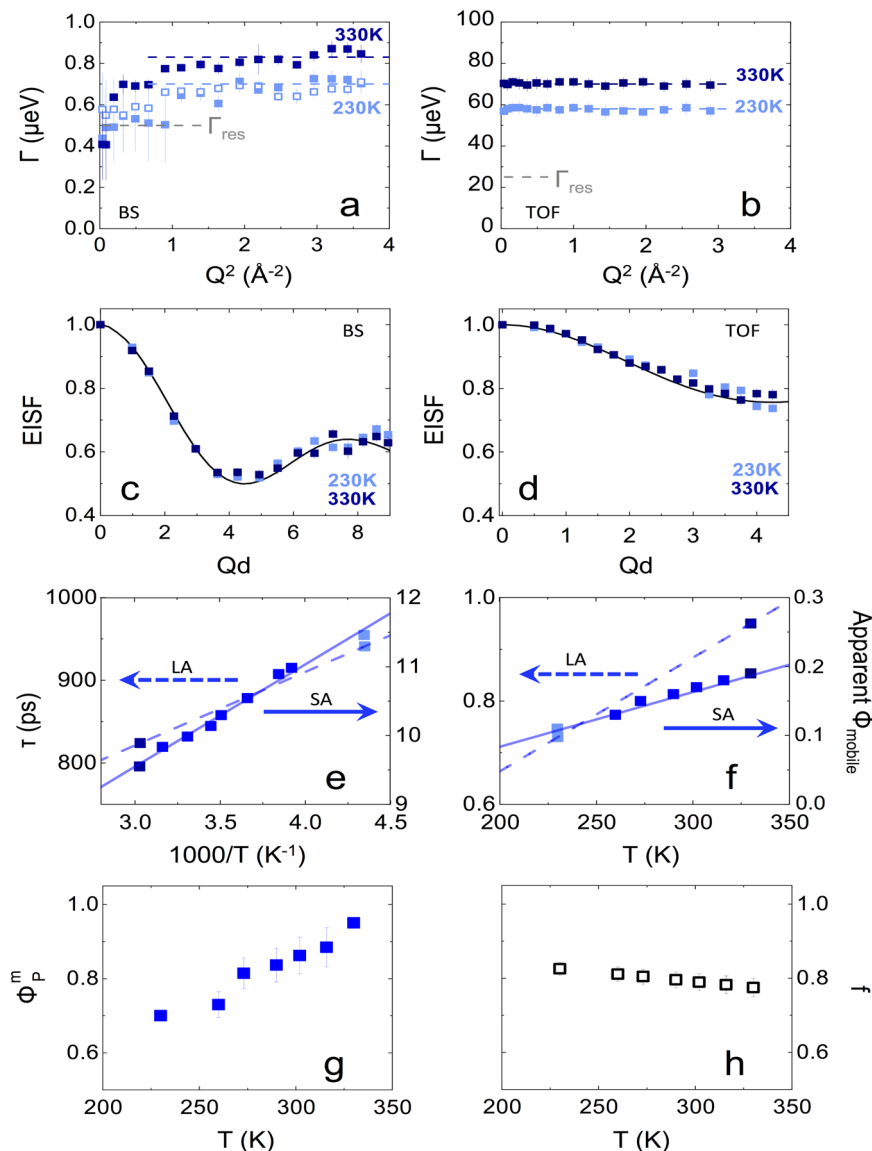 1.0
0.8
0.6
0.4
0.2
0.0
Γ (μeV)
330K
230K
Γres
BS
a
0 1 2 3 4
Q² (Å⁻²)
100
80
60
40
20
0
Γ (μeV)
330K
230K
Γres
TOF
b
0 1 2 3 4
Q² (Å⁻²)
1.0
0.8
0.6
0.4
EISF
BS
c
230K
330K
0 2 4 6 8
Qd
1.0
0.8
0.6
0.4
EISF
TOF
d
230K
330K
0 1 2 3 4
Qd
1000
900
800
τ (ps)
LA
SA
e
12
11
10
9
3.0 3.5 4.0 4.5
1000/T (K⁻¹)
1.0
0.8
0.6
LA
SA
f
0.3
0.2
0.1
0.0
Apparent Φmobile
200 250 300 350
T (K)
1.0
0.8
0.6
Φᵐ_P
g
200 250 300 350
T (K)
1.0
0.8
0.6
f
h
200 250 300 350
T (K)